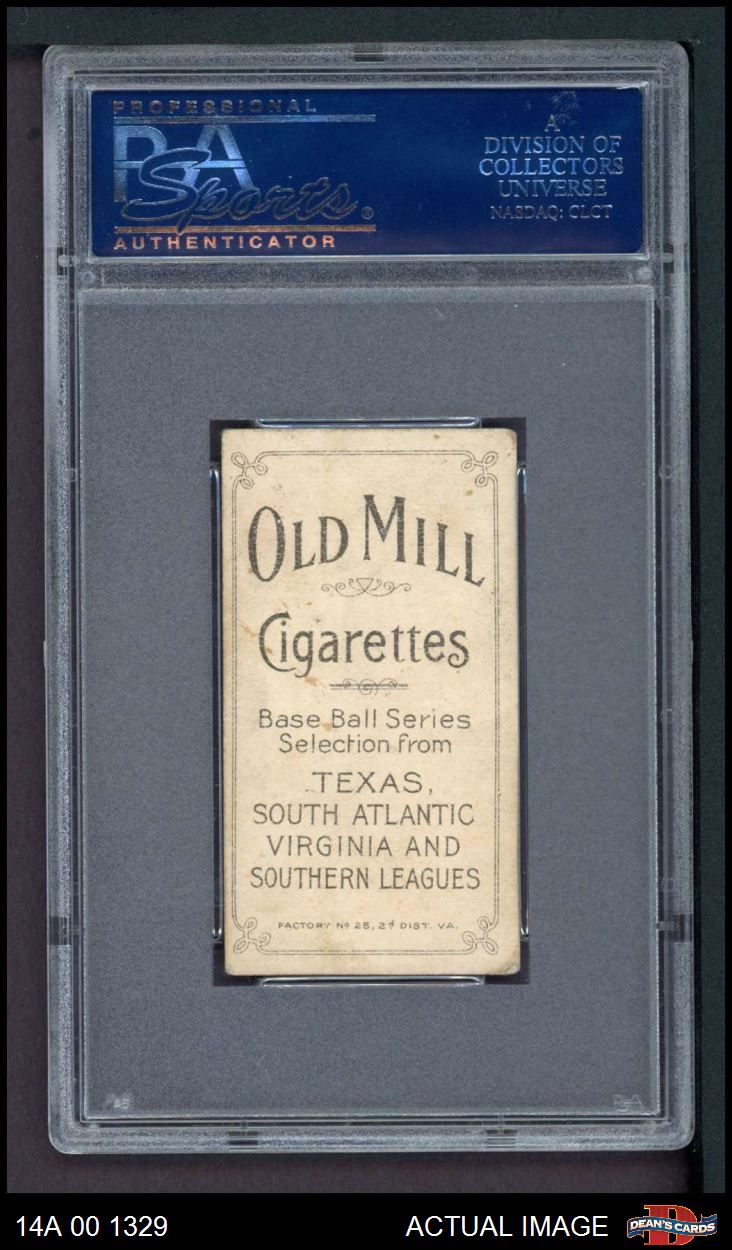 PROFESSIONAL
PSA
Sports®
AUTHENTICATOR
A
DIVISION OF
COLLECTORS
UNIVERSE
NASDAQ: CLCT
OLD MILL
Cigarettes
Base Ball Series
Selection from
TEXAS,
SOUTH ATLANTIC
VIRGINIA AND
SOUTHERN LEAGUES
FACTORY Nº 25, 2ᵈ DIST. VA.
14A 00 1329
ACTUAL IMAGE
DEAN'S CARDS